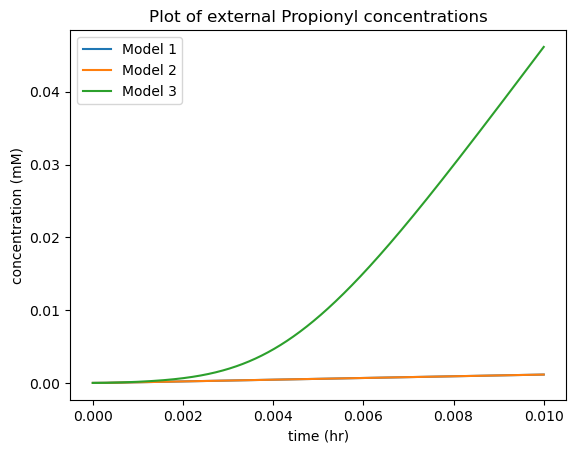 Plot of external Propionyl concentrations
Model 1
Model 2
Model 3
concentration (mM)
0.04
0.03
0.02
0.01
0.00
0.000 0.002 0.004 0.006 0.008 0.010
time (hr)